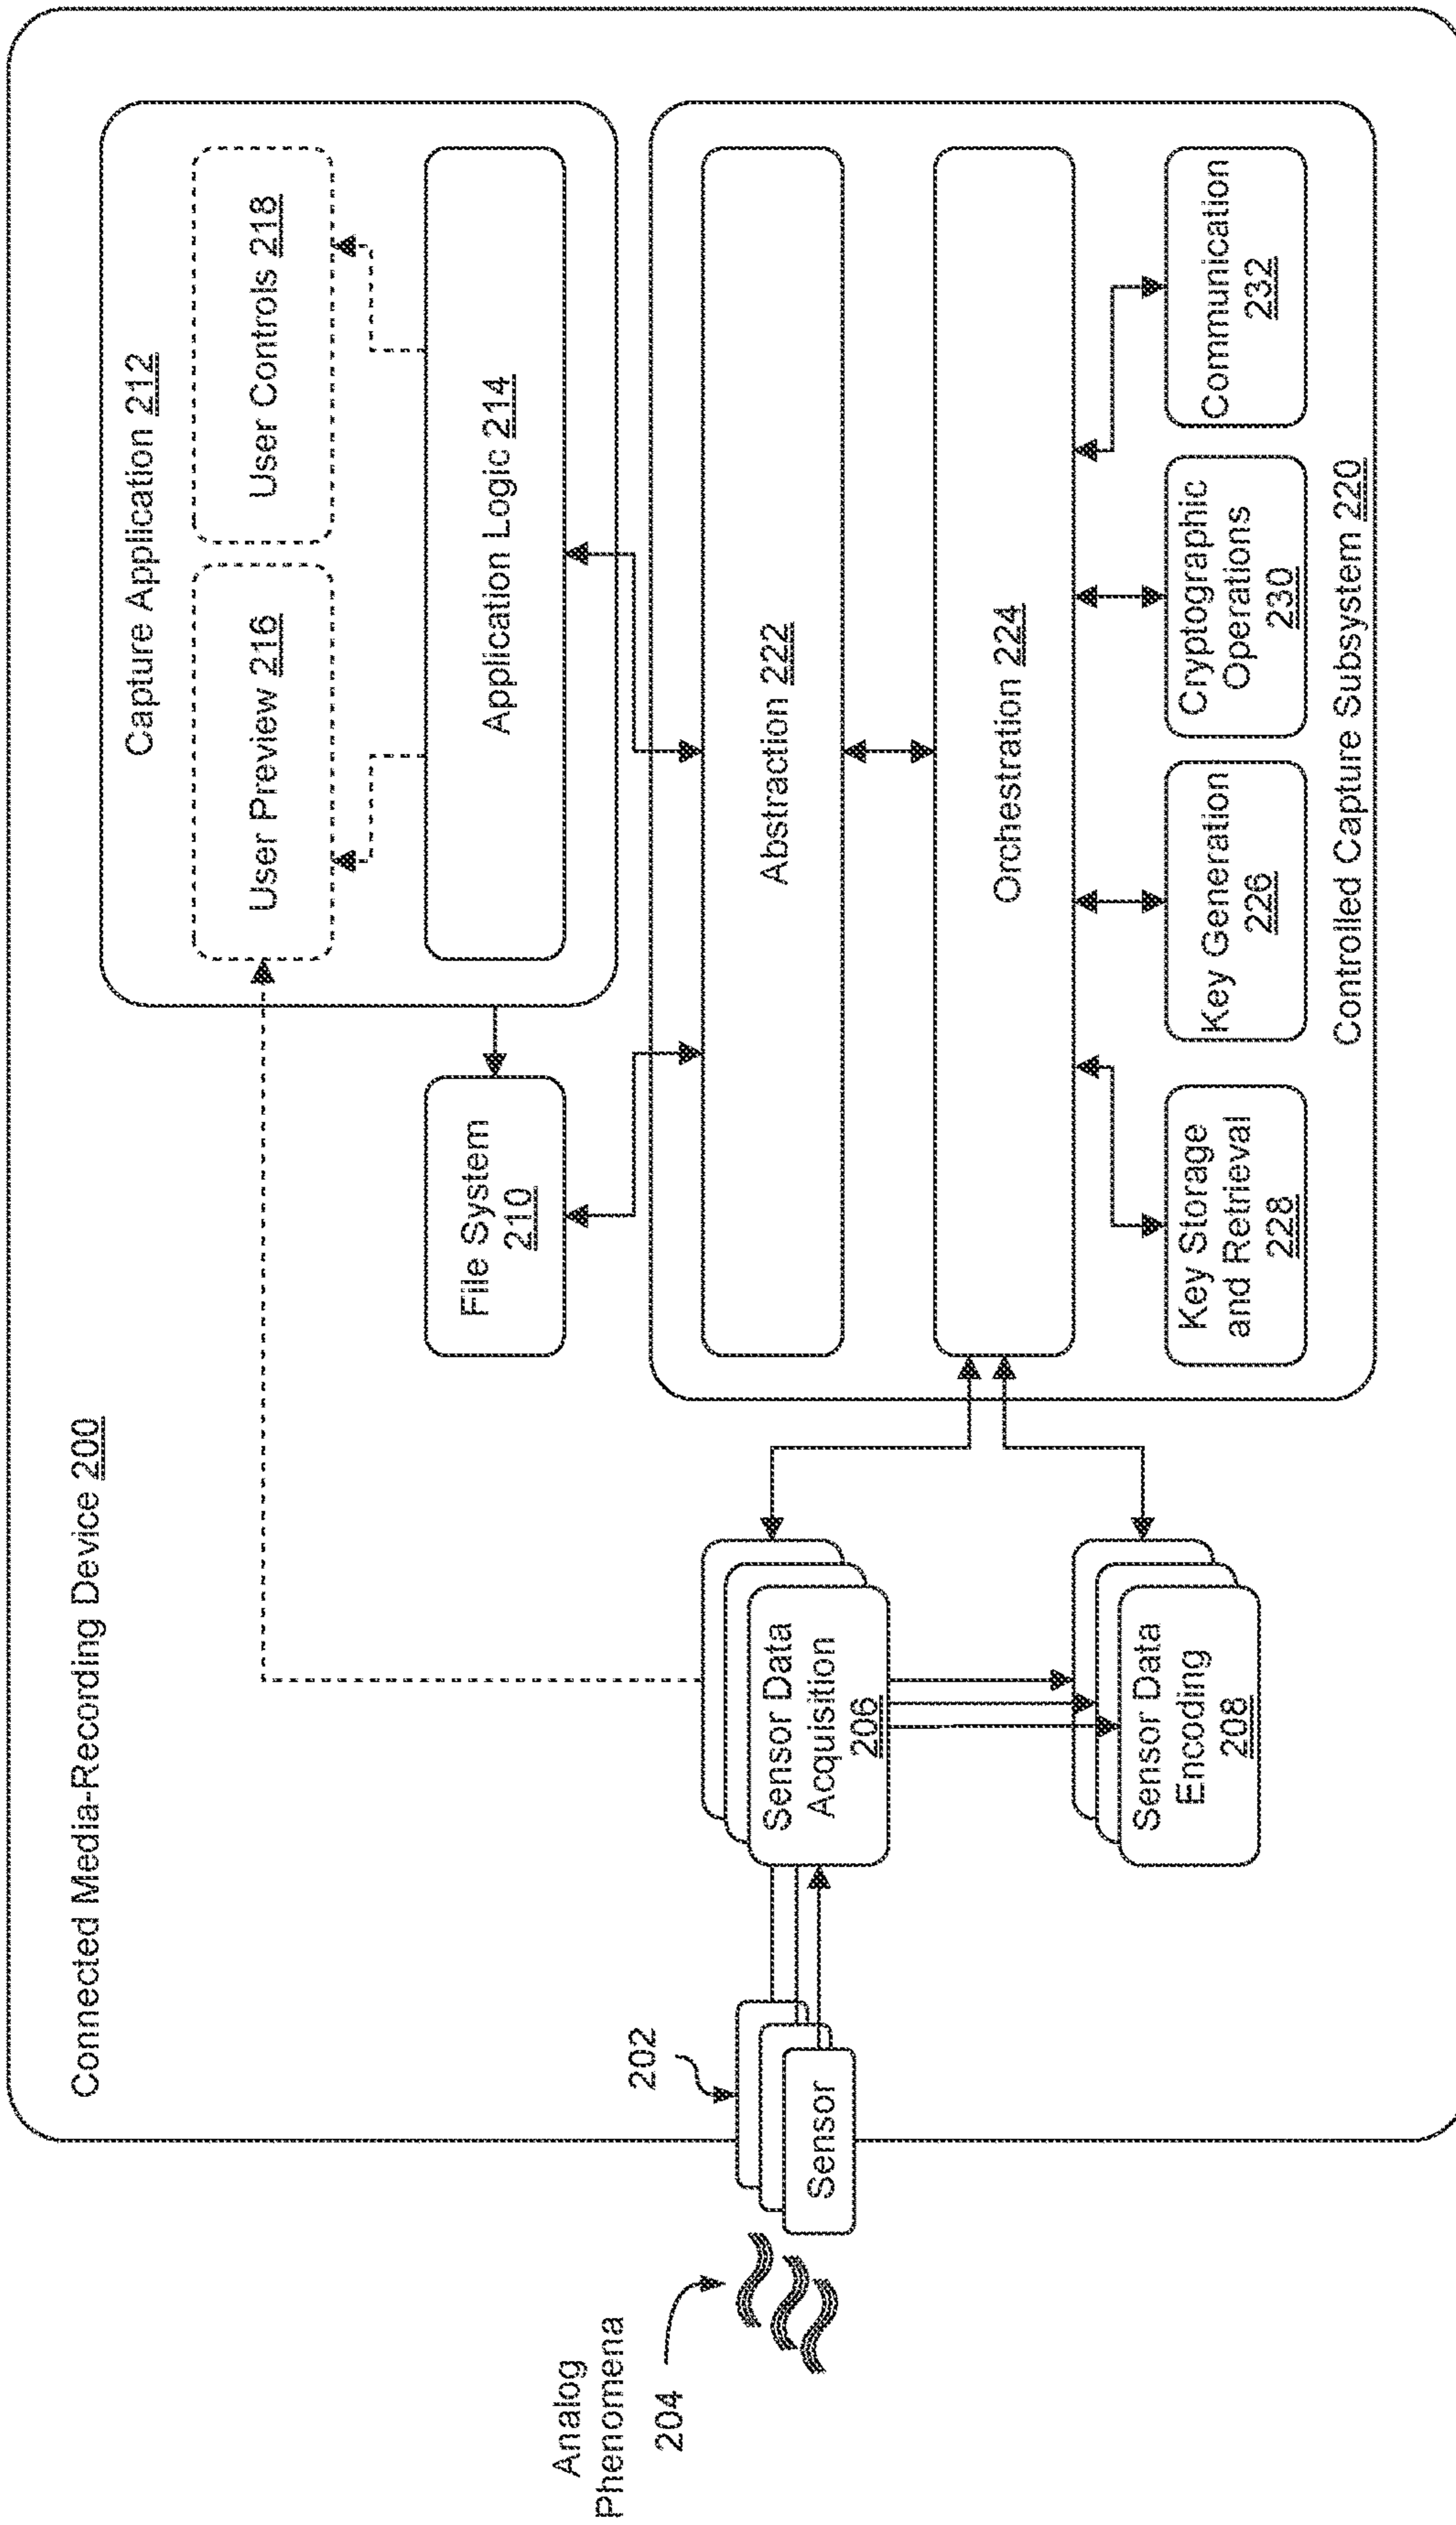 Connected Media-Recording Device 200
Capture Application 212
User Preview 216
User Controls 218
Application Logic 214
File System
210
Analog
Phenomena
204
202
Sensor
Sensor Data
Acquisition
206
Sensor Data
Encoding
208
Abstraction 222
Orchestration 224
Key Storage
and Retrieval
228
Key Generation
226
Cryptographic
Operations
230
Communication
232
Controlled Capture Subsystem 220